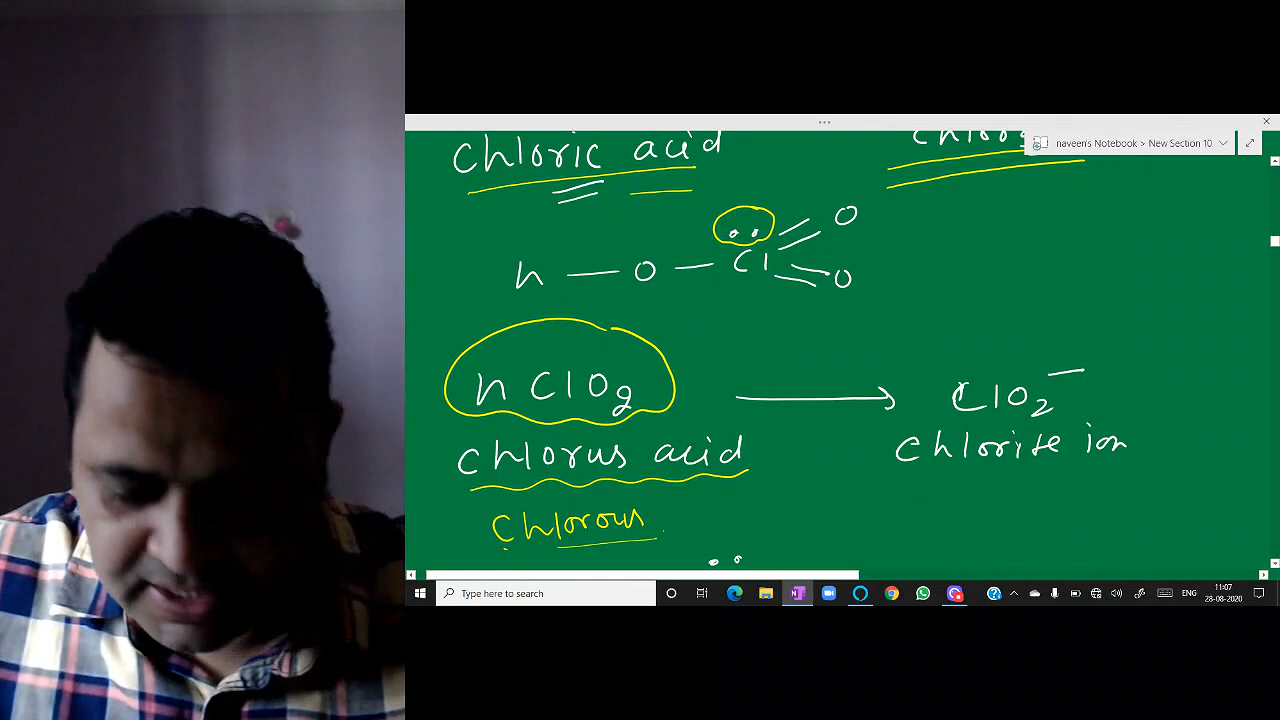 chloric acid
naveen's Notebook > New Section 10
H — O — Cl = O
= O
HClO2 → ClO2⁻
chlorus acid chlorite ion
chlorous
Type here to search
ENG
11:07
28-08-2020